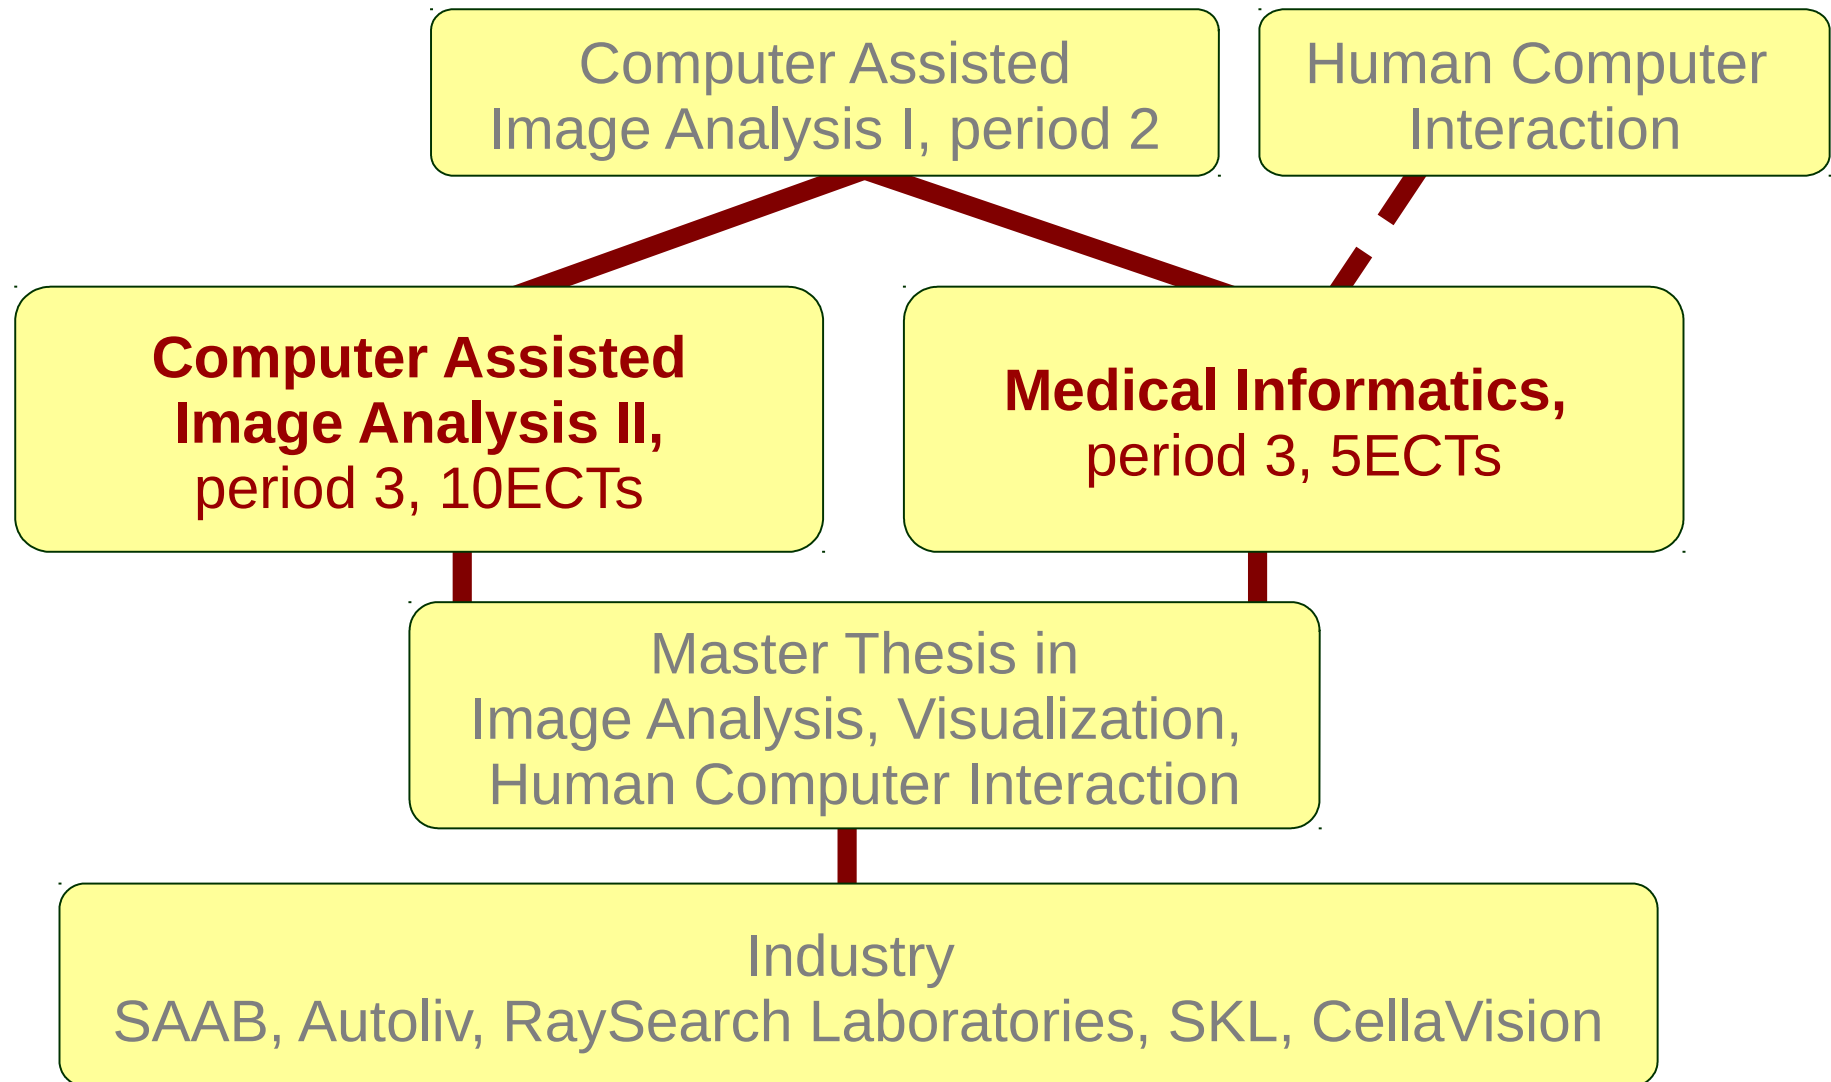 Computer Assisted
Image Analysis I, period 2
Human Computer
Interaction
Computer Assisted
Image Analysis II,
period 3, 10ECTs
Medical Informatics,
period 3, 5ECTs
Master Thesis in
Image Analysis, Visualization,
Human Computer Interaction
Industry
SAAB, Autoliv, RaySearch Laboratories, SKL, CellaVision